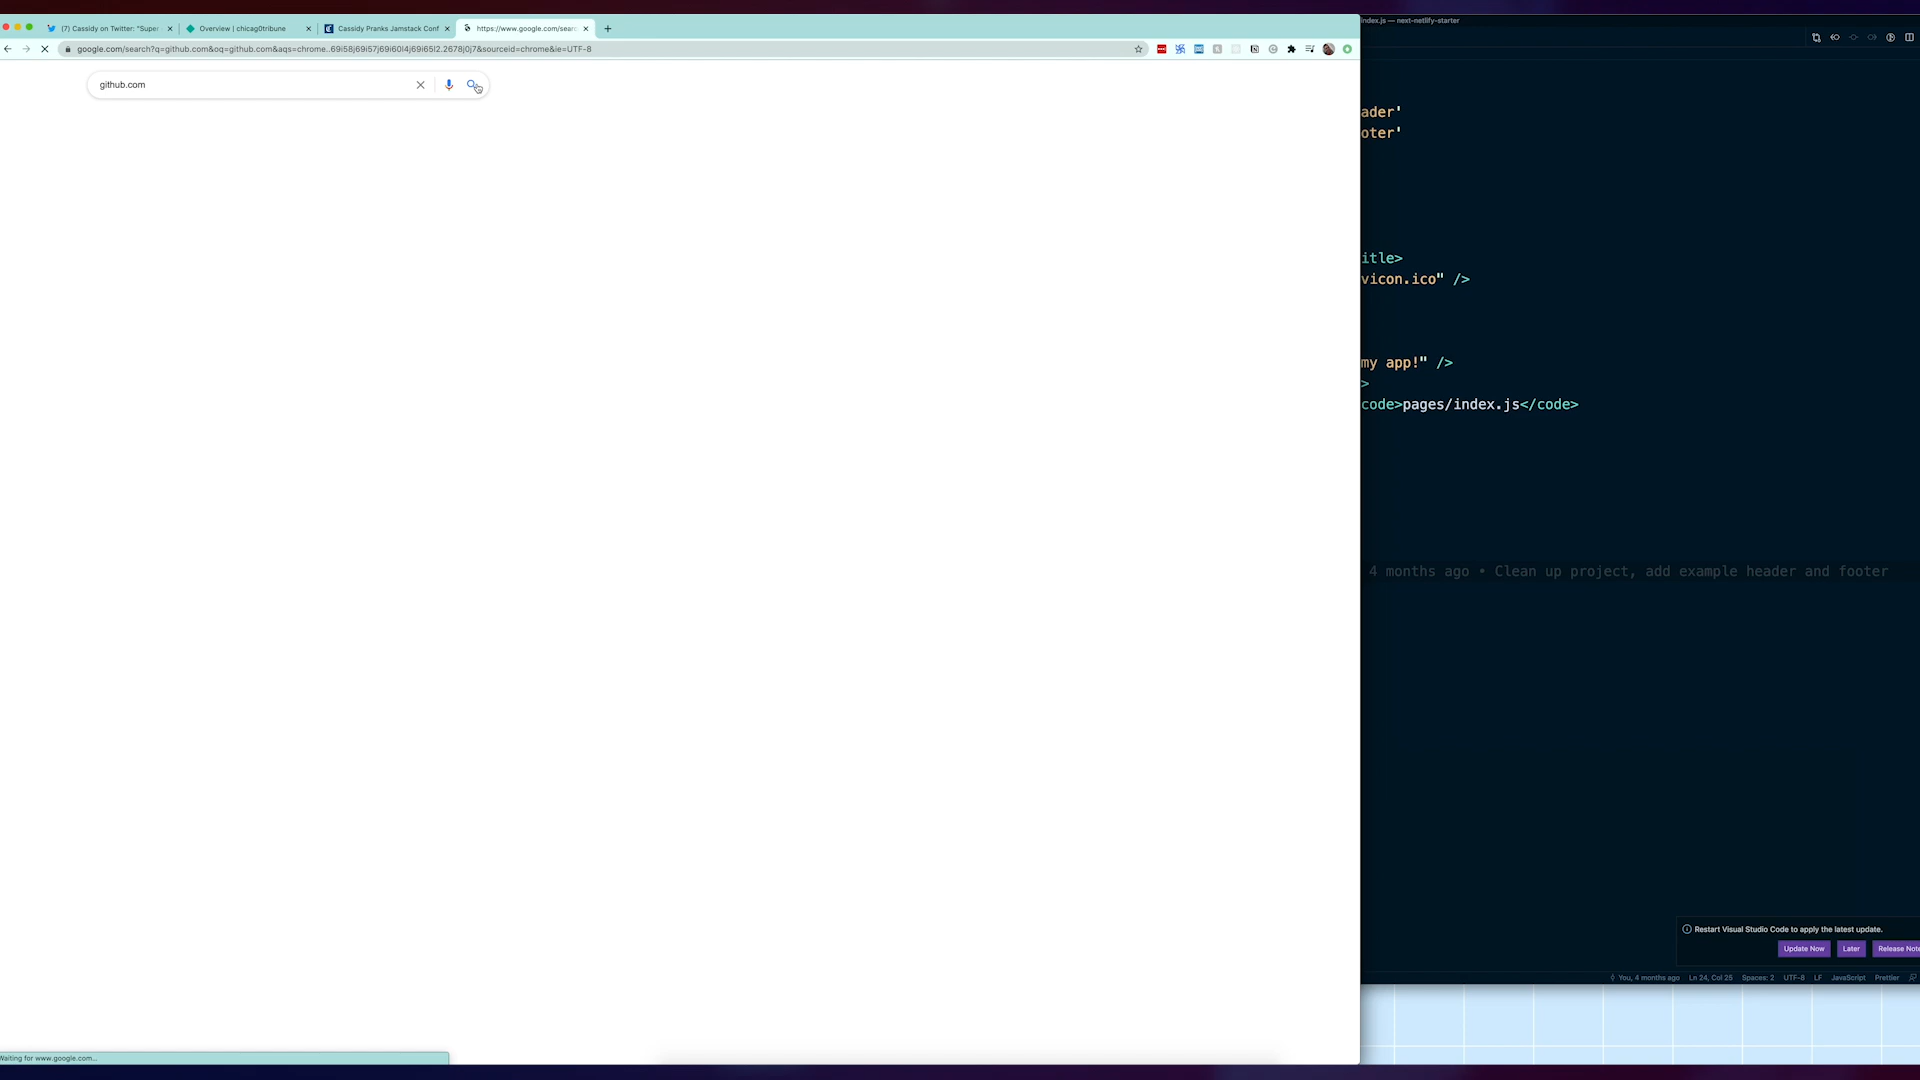 index.js — next-netlify-starter
(7) Cassidy on Twitter: "Super
Overview | chicag0tribune
Cassidy Pranks Jamstack Conf
https://www.google.com/sear
google.com/search?q=github.com&oq=github.com&aqs=chrome..69i58j69i57j69i60l4j69i65l2.2678j0j7&sourceid=chrome&ie=UTF-8
github.com
ader'
oter'
itle>
vicon.ico" />
my app!" />
>
code>pages/index.js</code>
4 months ago • Clean up project, add example header and footer
Restart Visual Studio Code to apply the latest update.
Update Now Later Release Note
You, 4 months ago Ln 24, Col 25 Spaces: 2 UTF-8 LF JavaScript Prettier
Waiting for www.google.com...